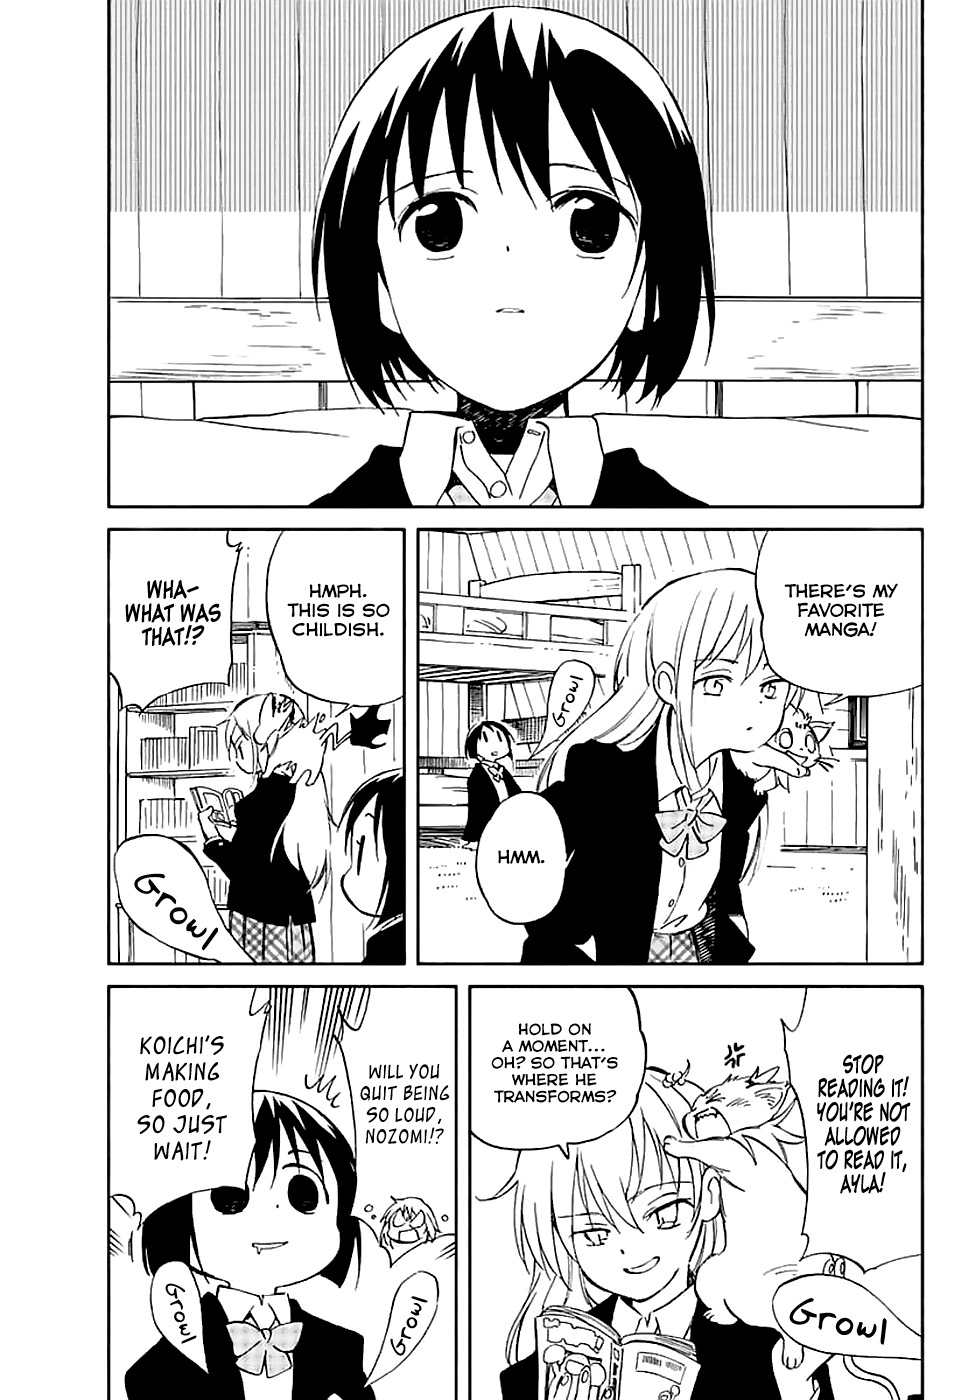 THERE'S MY
FAVORITE
MANGA!
Growl
HMM.
HMPH.
THIS IS SO
CHILDISH.
WHA-
WHAT WAS
THAT!?
Growl
HOLD ON
A MOMENT...
OH? SO THAT'S
WHERE HE
TRANSFORMS?
STOP
READING IT!
YOU'RE NOT
ALLOWED
TO READ IT,
AYLA!
Growl
WILL YOU
QUIT BEING
SO LOUD,
NOZOMI!?
KOICHI'S
MAKING
FOOD,
SO JUST
WAIT!
Growl
Growl